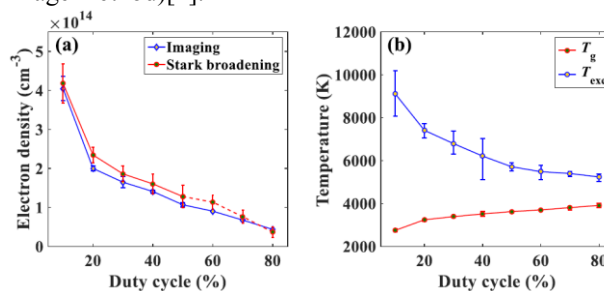 × 10^14
(a)
Imaging
Stark broadening
Electron density (cm^-3)
5
4
3
2
1
0
20 40 60 80
Duty cycle (%)
(b)
T_g
T_exc
Temperature (K)
12000
10000
8000
6000
4000
2000
20 40 60 80
Duty cycle (%)